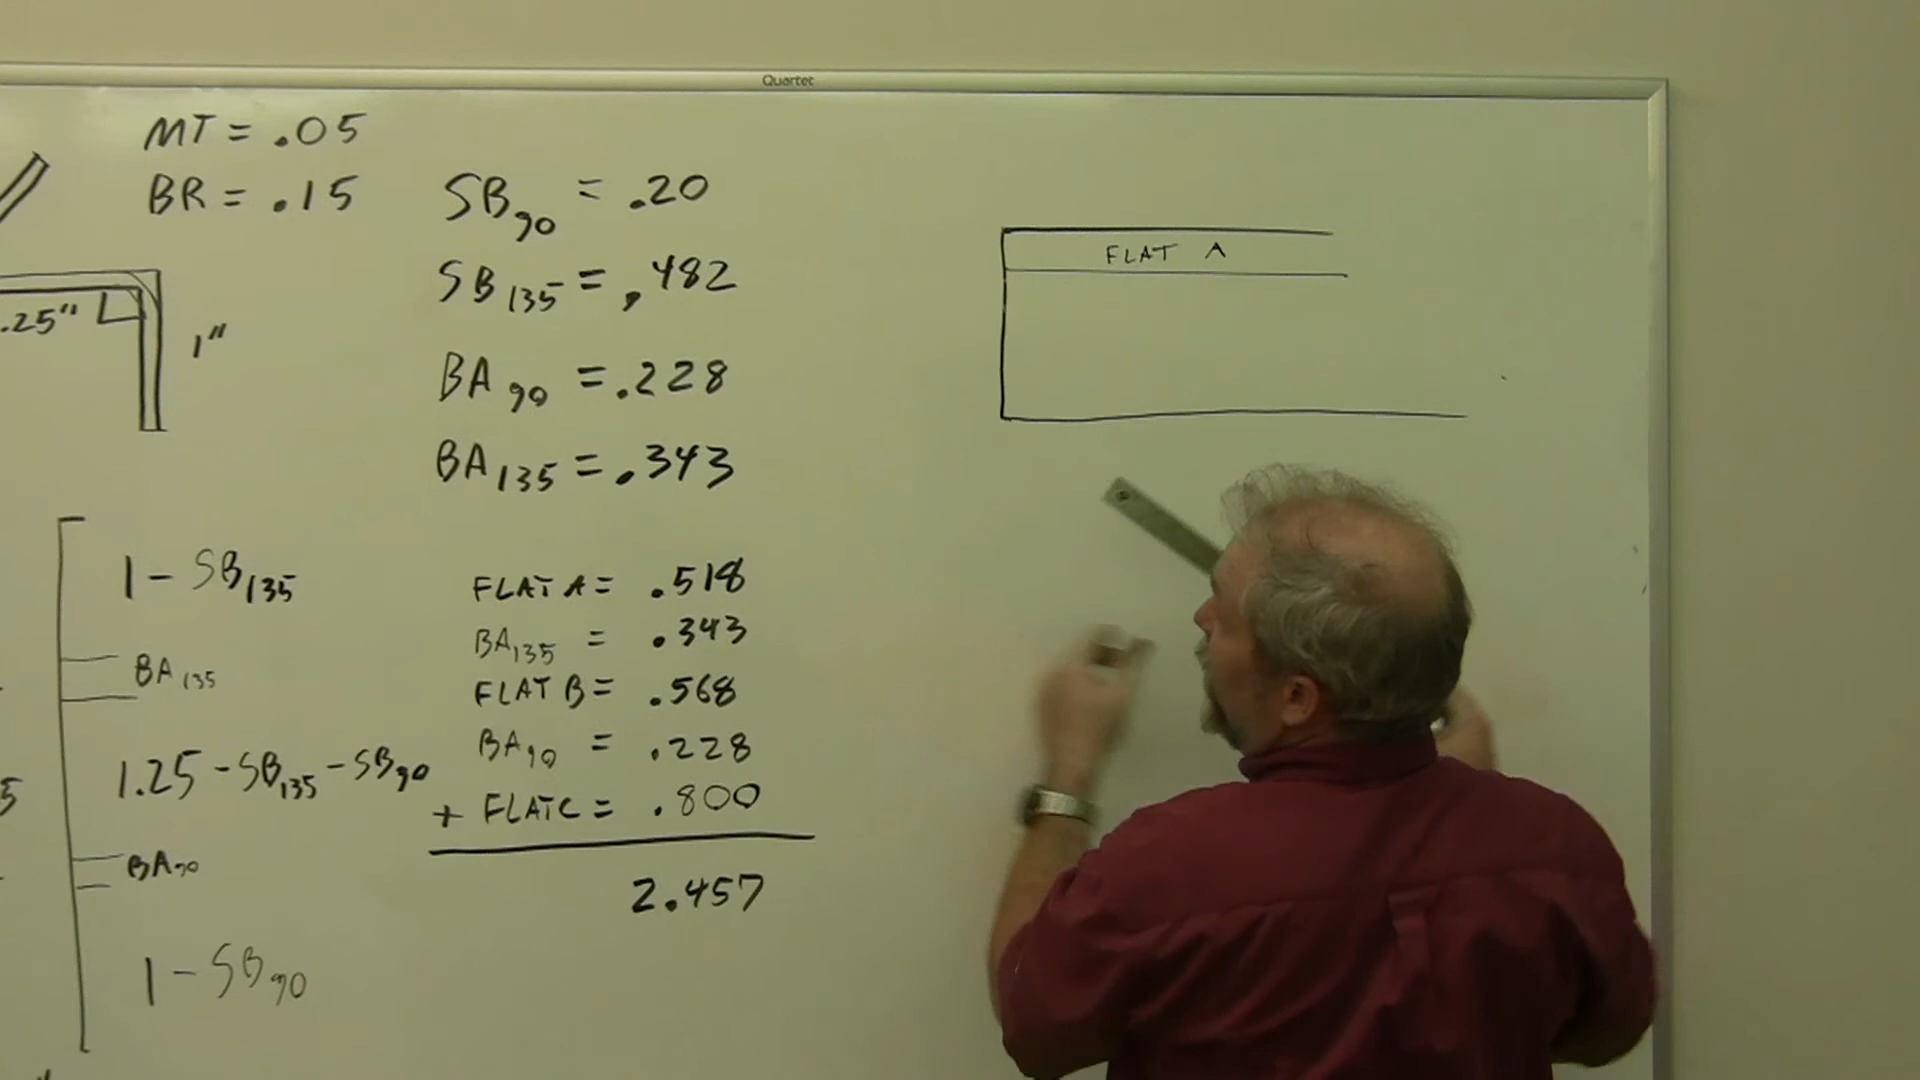 Quartet
MT = .05
BR = .15
SB90 = .20
SB135 = .482
BA90 = .228
BA135 = .343
.25" 
1"
FLAT A
1 - SB135
BA135
1.25 - SB135 - SB90
BA90
1 - SB90
5
FLAT A = .518
BA135 = .343
FLAT B = .568
BA90 = .228
+ FLAT C = .800
2.457